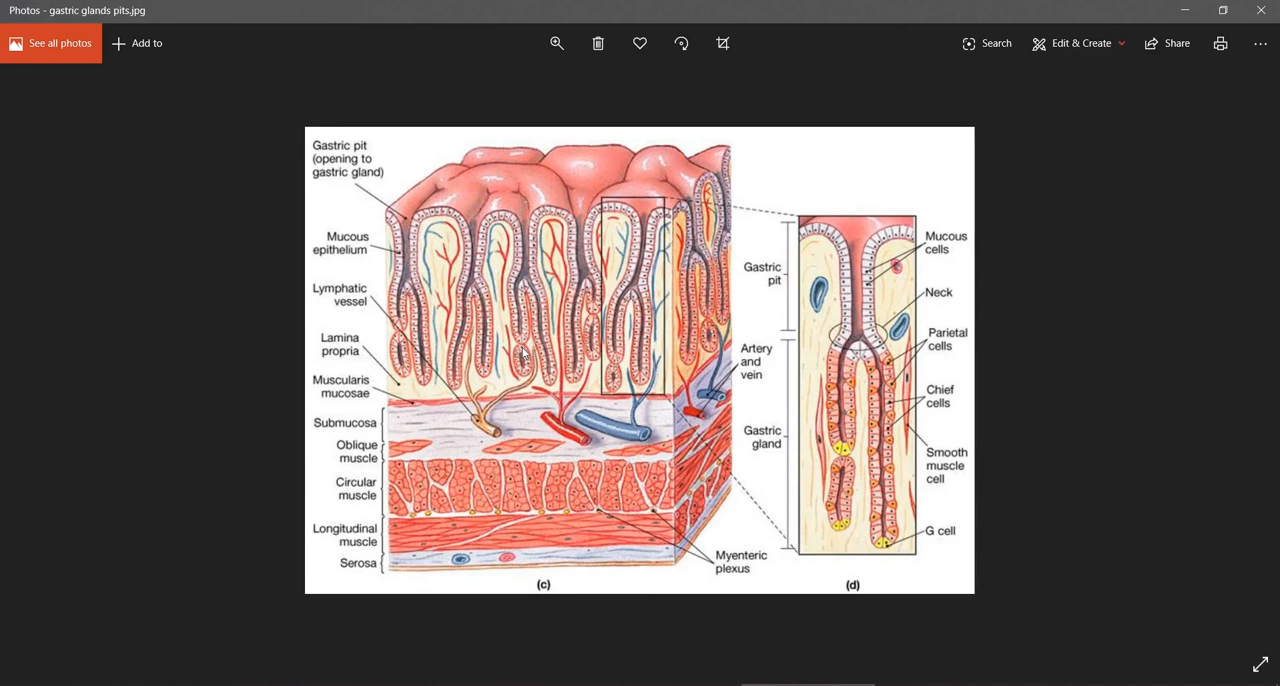 Photos - gastric glands pits.jpg
See all photos
Add to
Search
Edit & Create
Share
Gastric pit
(opening to
gastric gland)
Mucous
epithelium
Lymphatic
vessel
Lamina
propria
Muscularis
mucosae
Submucosa
Oblique
muscle
Circular
muscle
Longitudinal
muscle
Serosa
Artery
and
vein
Myenteric
plexus
(c)
Gastric
pit
Gastric
gland
Mucous
cells
Neck
Parietal
cells
Chief
cells
Smooth
muscle
cell
G cell
(d)